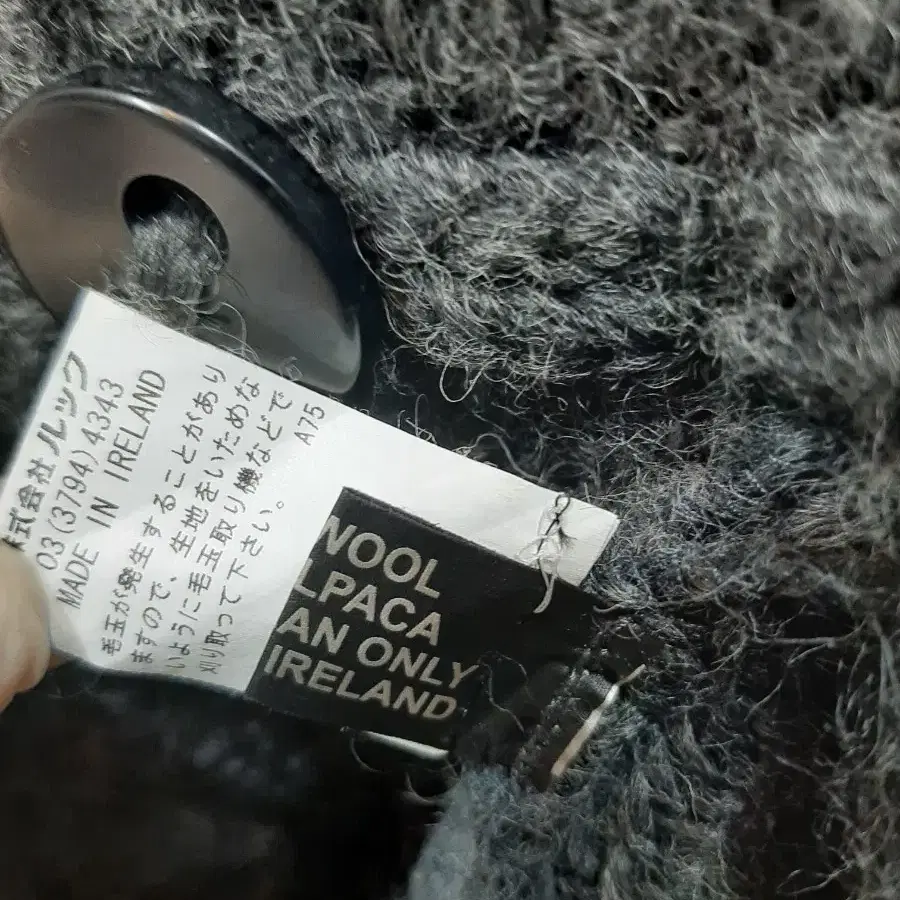 式会社ルック
03(3794)4343
MADE IN IRELAND
毛玉が発生することがあり
ますので、生地をいためな
いように毛玉取り機などで
刈り取って下さい。
A75
WOOL
LPACA
AN ONLY
IRELAND